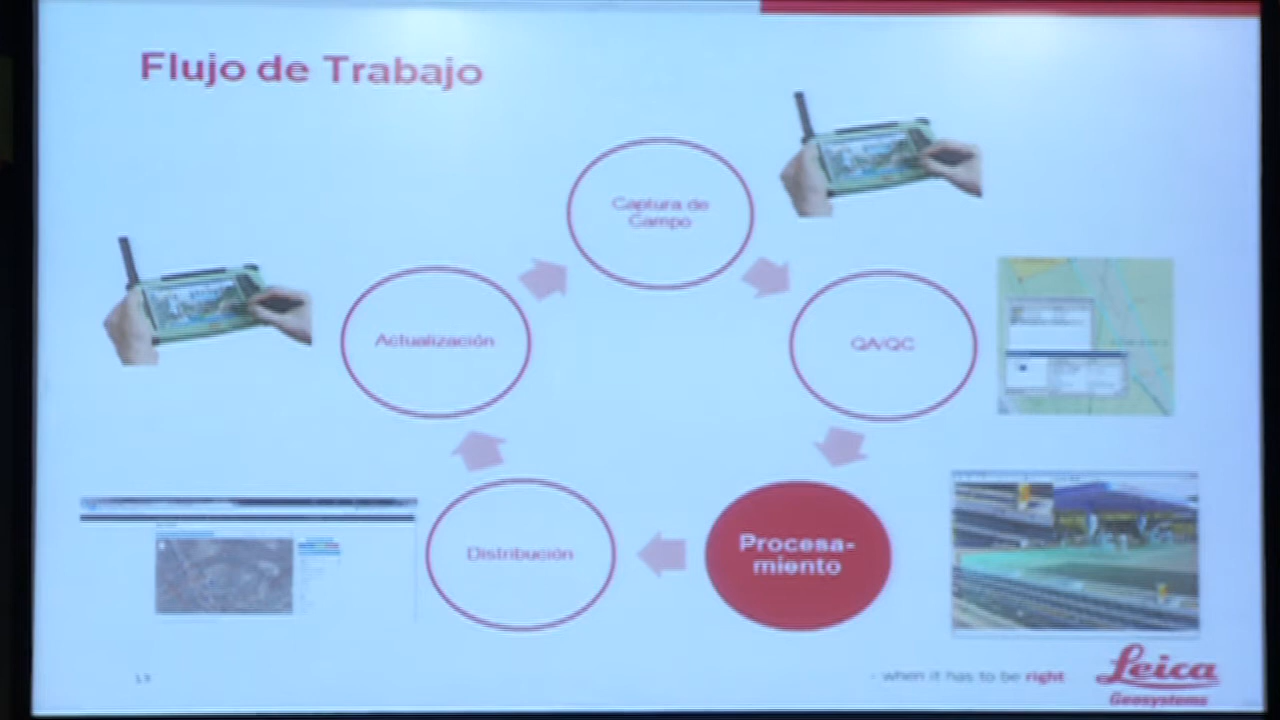 Flujo de Trabajo
Captura de
Campo
Actualización
QA/QC
Distribución
Procesa-
miento
- when it has to be right
Leica
Geosystems